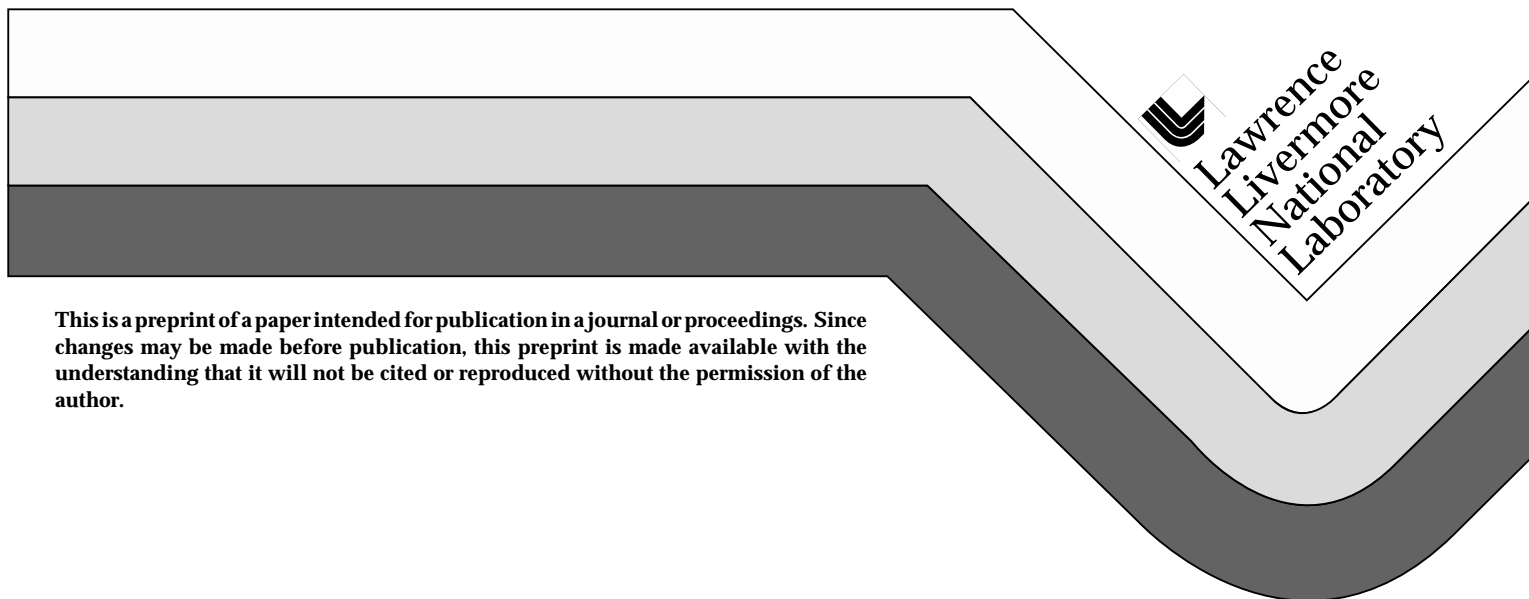 Lawrence
Livermore
National
Laboratory
This is a preprint of a paper intended for publication in a journal or proceedings. Since
changes may be made before publication, this preprint is made available with the
understanding that it will not be cited or reproduced without the permission of the
author.